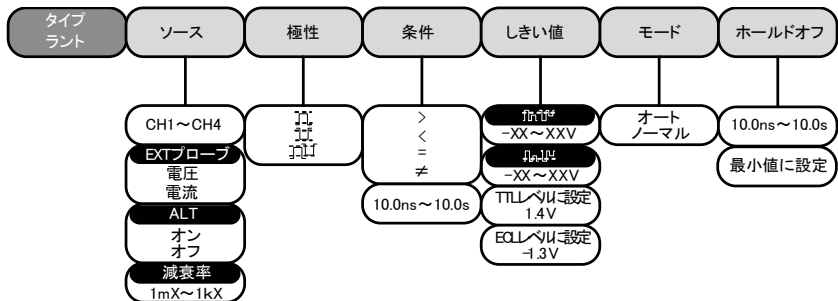 タイプ
ラント
ソース
極性
条件
しきい値
モード
ホールドオフ
CH1～CH4
EXTプローブ
電圧
電流
ALT
オン
オフ
減衰率
1mX～1kX
>
<
=
≠
10.0ns～10.0s
-XX～XXV
-XX～XXV
TTLレベルに設定
1.4V
ECLレベルに設定
-1.3V
オート
ノーマル
10.0ns～10.0s
最小値に設定